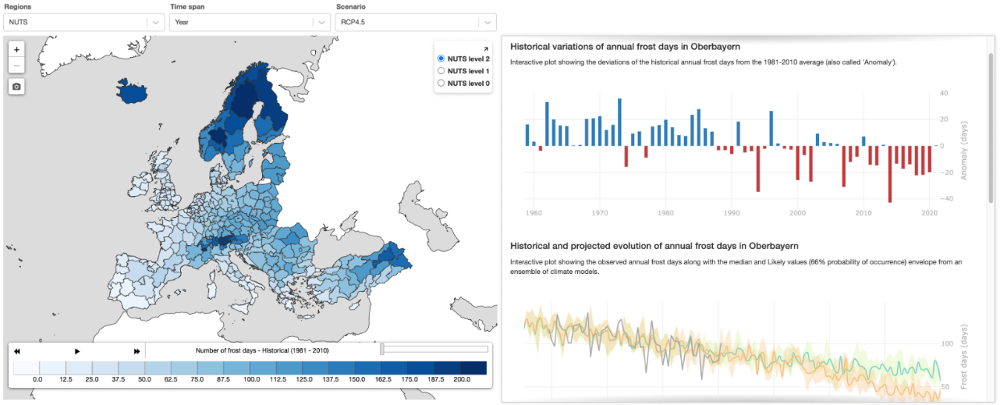 Regions
Time span
Scenario
NUTS
Year
RCP4.5
+
−
NUTS level 2
NUTS level 1
NUTS level 0
Number of frost days - Historical (1981 - 2010)
0.0 12.5 25.0 37.5 50.0 62.5 75.0 87.5 100.0 112.5 125.0 137.5 150.0 162.5 175.0 187.5 200.0
Historical variations of annual frost days in Oberbayern
Interactive plot showing the deviations of the historical annual frost days from the 1981-2010 average (also called 'Anomaly').
40
20
0
−20
−40
Anomaly (days)
1960 1970 1980 1990 2000 2010 2020
Historical and projected evolution of annual frost days in Oberbayern
Interactive plot showing the observed annual frost days along with the median and Likely values (66% probability of occurrence) envelope from an
ensemble of climate models.
100
50
Frost days (days)